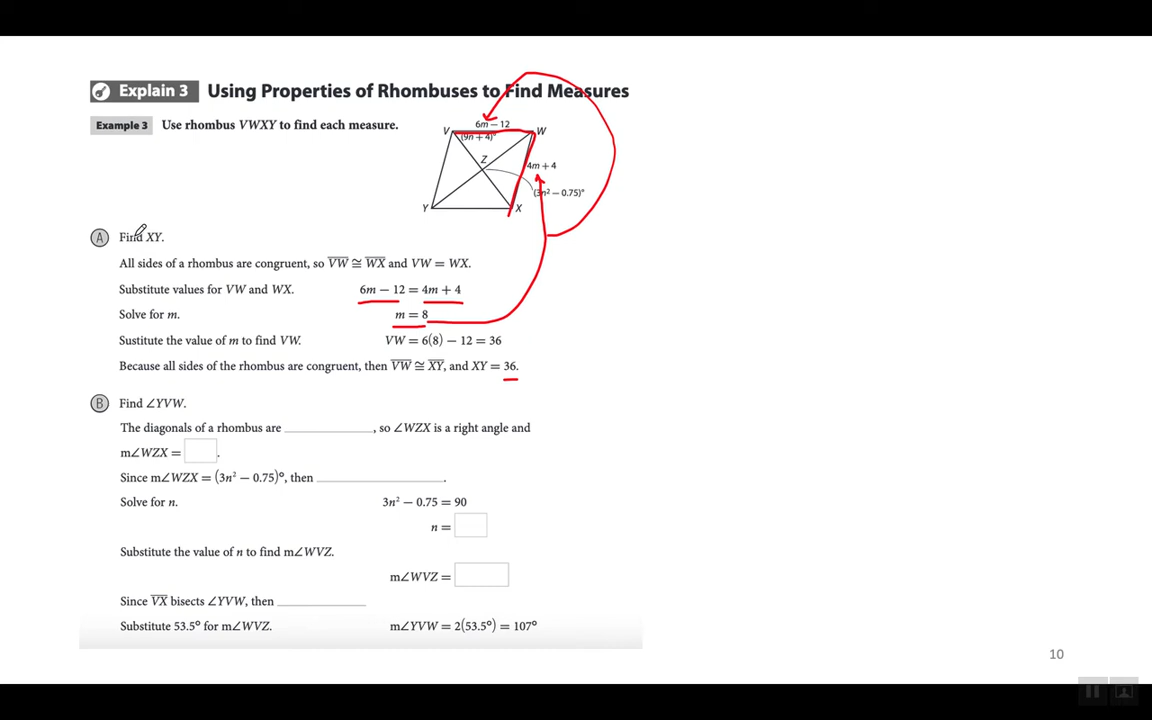 Explain 3 Using Properties of Rhombuses to Find Measures
Example 3 Use rhombus VWXY to find each measure.
6m − 12
V W
(9n + 4)°
Z
4m + 4
(3n² − 0.75)°
Y X
A Find XY.
All sides of a rhombus are congruent, so V̅W̅ ≅ W̅X̅ and VW = WX.
Substitute values for VW and WX. 6m − 12 = 4m + 4
Solve for m. m = 8
Sustitute the value of m to find VW. VW = 6(8) − 12 = 36
Because all sides of the rhombus are congruent, then V̅W̅ ≅ X̅Y̅, and XY = 36.
B Find ∠YVW.
The diagonals of a rhombus are ____________, so ∠WZX is a right angle and
m∠WZX = .
Since m∠WZX = (3n² − 0.75)°, then ____________.
Solve for n. 3n² − 0.75 = 90
n =
Substitute the value of n to find m∠WVZ.
m∠WVZ =
Since V̅X̅ bisects ∠YVW, then ____________
Substitute 53.5° for m∠WVZ. m∠YVW = 2(53.5°) = 107°
10